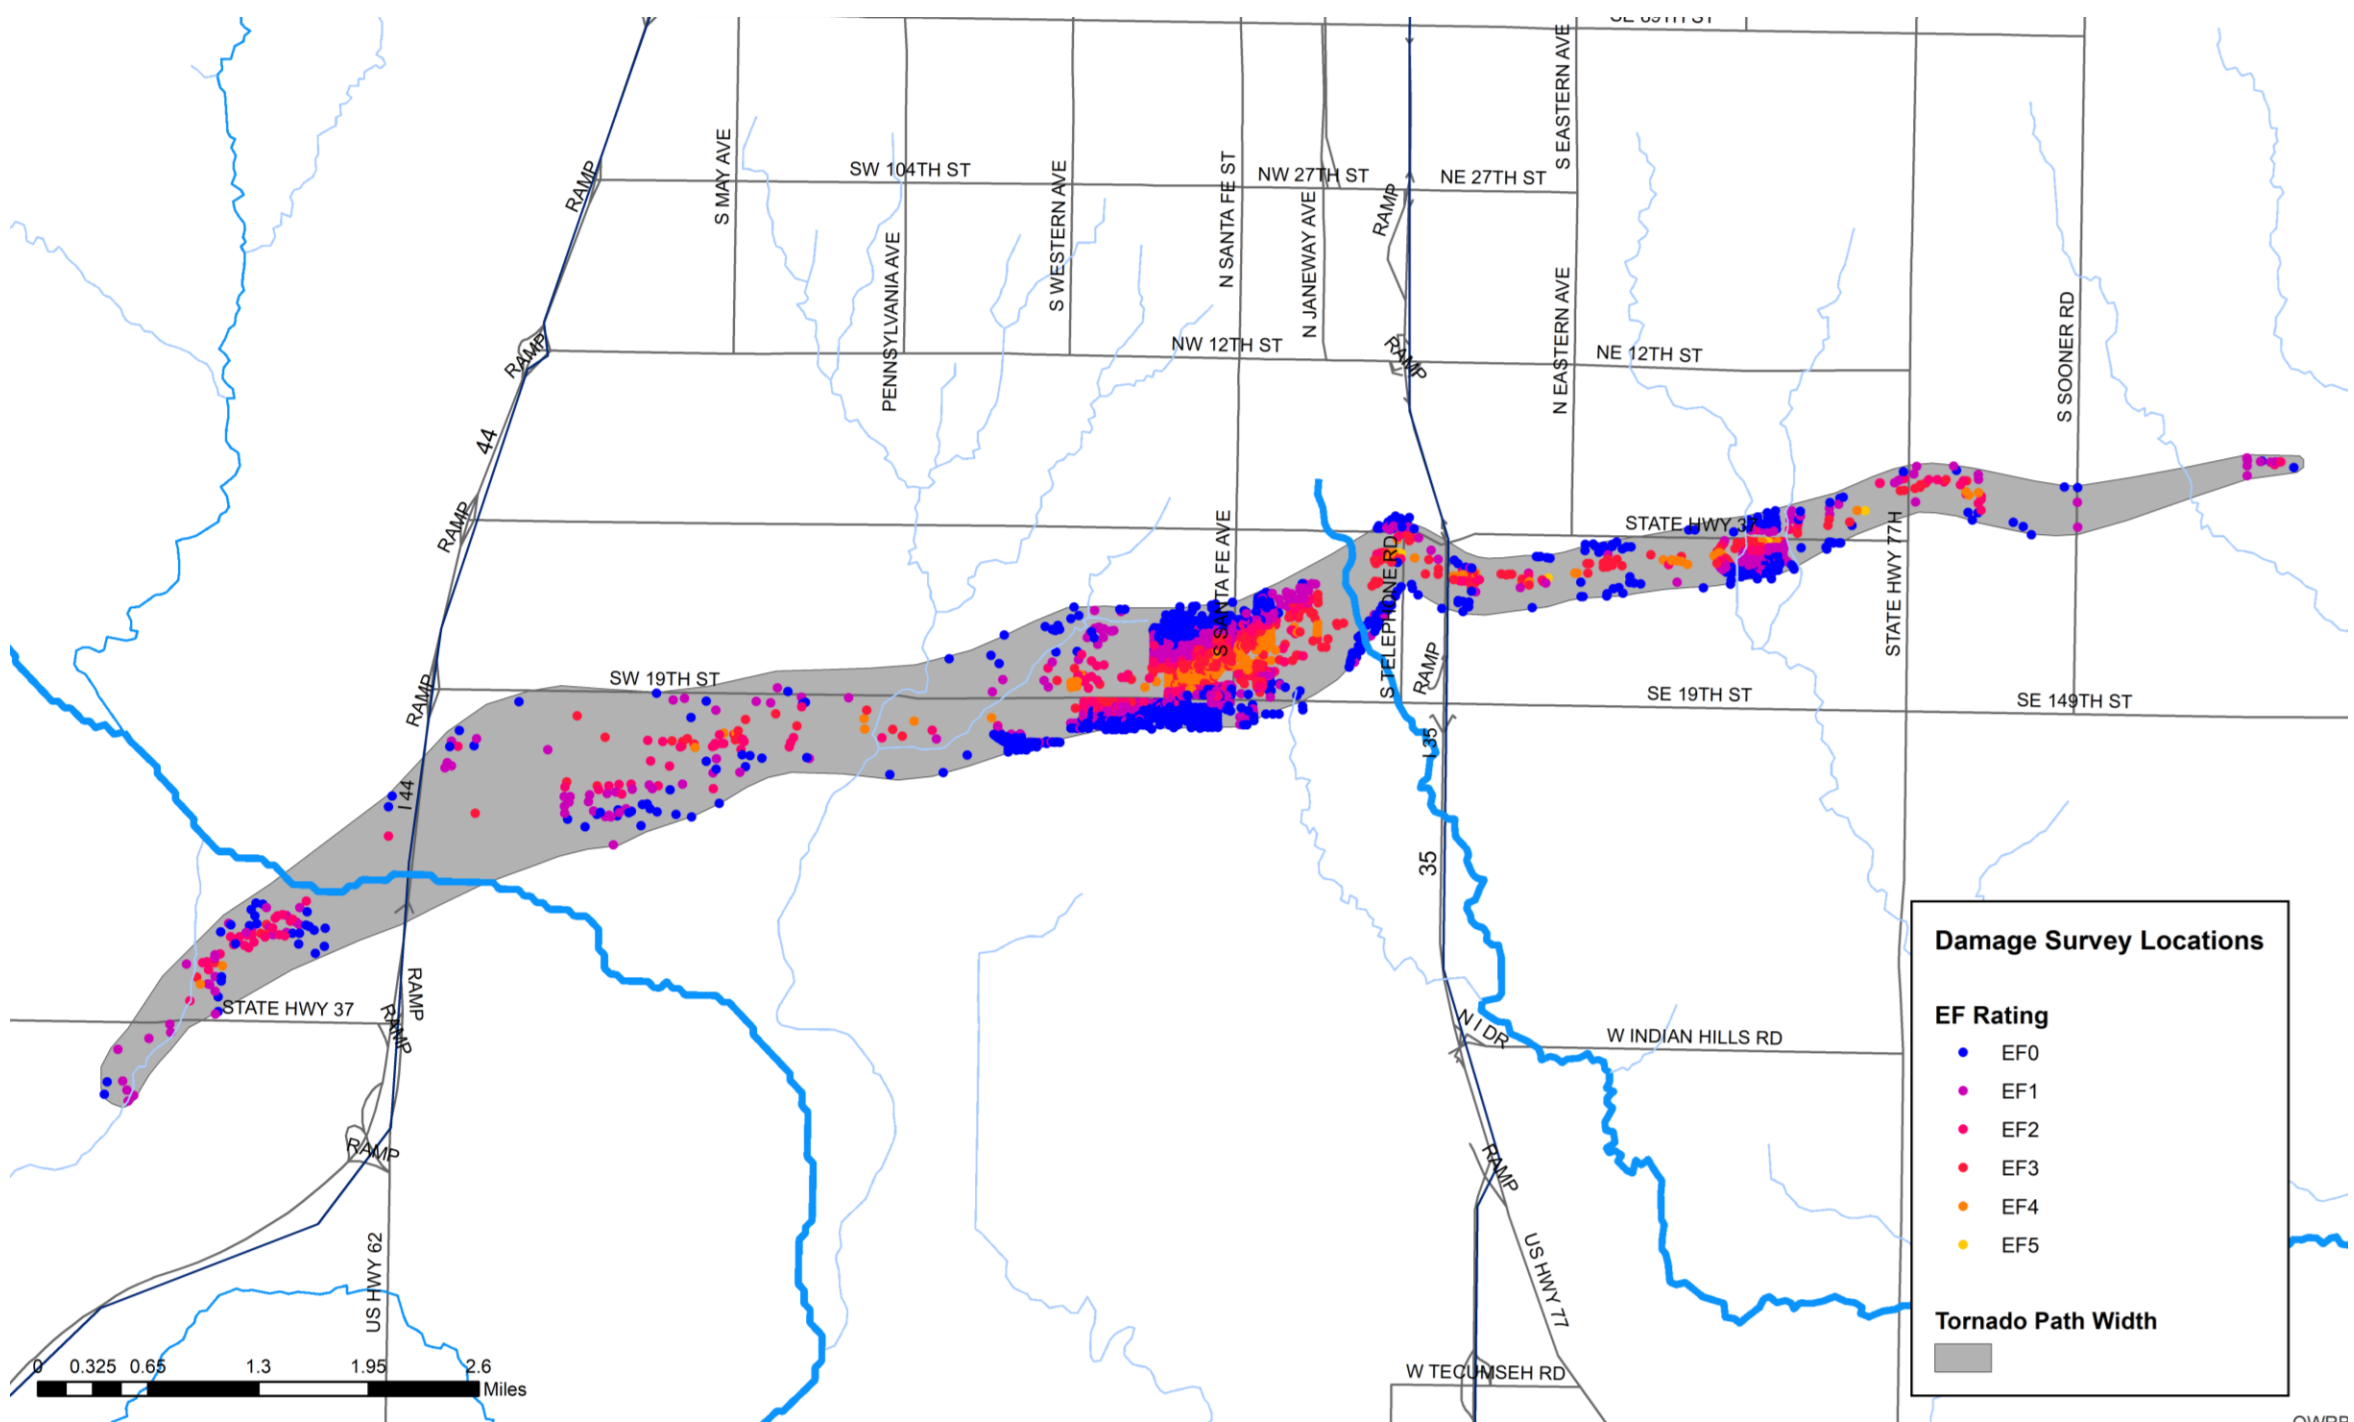 SE 89TH ST
S EASTERN AVE
S MAY AVE
SW 104TH ST
RAMP
S WESTERN AVE
N SANTA FE ST
NW 27TH ST
NE 27TH ST
RAMP
N JANEWAY AVE
PENNSYLVANIA AVE
N EASTERN AVE
S SOONER RD
RAMP
NW 12TH ST
RAMP
NE 12TH ST
44
RAMP
S SANTA FE AVE
STATE HWY 37
STATE HWY 77H
S TELEPHONE RD
RAMP
SW 19TH ST
RAMP
SE 19TH ST
SE 149TH ST
I 35
I 44
35
RAMP
STATE HWY 37
RAMP
N I DR
W INDIAN HILLS RD
RAMP
RAMP
US HWY 62
US HWY 77
W TECUMSEH RD
Damage Survey Locations
EF Rating
EF0
EF1
EF2
EF3
EF4
EF5
Tornado Path Width
0 0.325 0.65 1.3 1.95 2.6
Miles